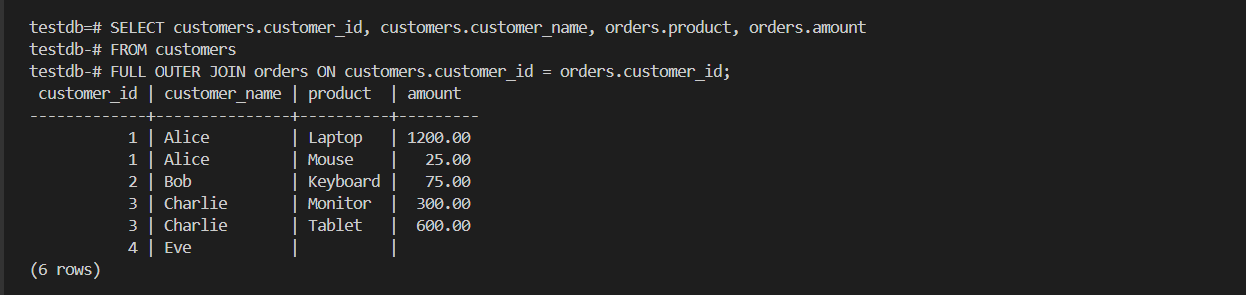 testdb=# SELECT customers.customer_id, customers.customer_name, orders.product, orders.amount
testdb-# FROM customers
testdb-# FULL OUTER JOIN orders ON customers.customer_id = orders.customer_id;
 customer_id | customer_name | product  | amount
-------------+---------------+----------+---------
           1 | Alice         | Laptop   | 1200.00
           1 | Alice         | Mouse    |   25.00
           2 | Bob           | Keyboard |   75.00
           3 | Charlie       | Monitor  |  300.00
           3 | Charlie       | Tablet   |  600.00
           4 | Eve           |          |
(6 rows)